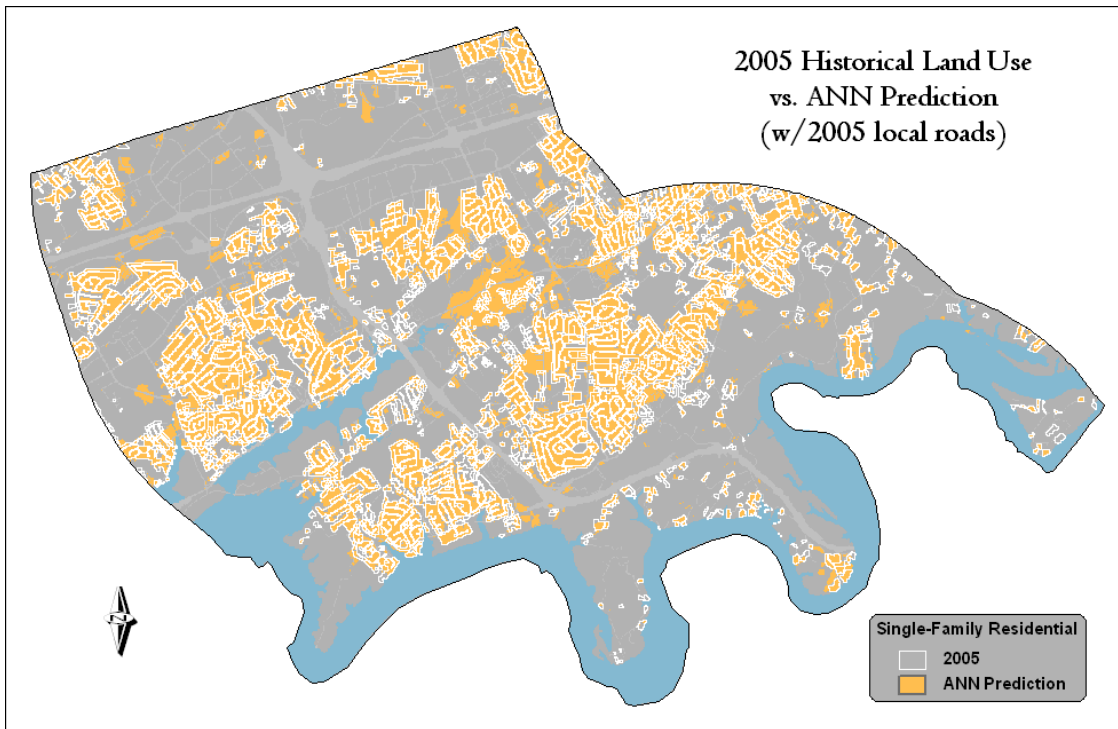 2005 Historical Land Use
vs. ANN Prediction
(w/2005 local roads)
N
Single-Family Residential
2005
ANN Prediction